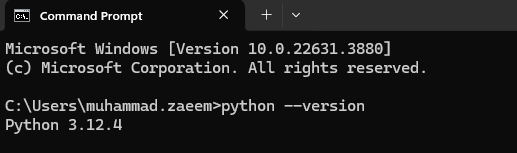 Command Prompt
Microsoft Windows [Version 10.0.22631.3880]
(c) Microsoft Corporation. All rights reserved.
C:\Users\muhammad.zaeem>python --version
Python 3.12.4